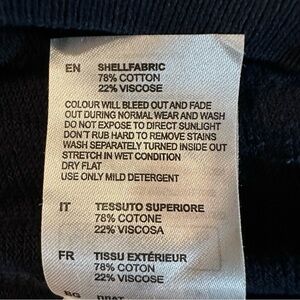 EN SHELLFABRIC
78% COTTON
22% VISCOSE
COLOUR WILL BLEED OUT AND FADE
OUT DURING NORMAL WEAR AND WASH
DO NOT EXPOSE TO DIRECT SUNLIGHT
DON'T RUB HARD TO REMOVE STAINS
WASH SEPARATELY TURNED INSIDE OUT
STRETCH IN WET CONDITION
DRY FLAT
USE ONLY MILD DETERGENT
IT TESSUTO SUPERIORE
78% COTONE
22% VISCOSA
FR TISSU EXTÉRIEUR
78% COTON
22% VISCOSE
BG